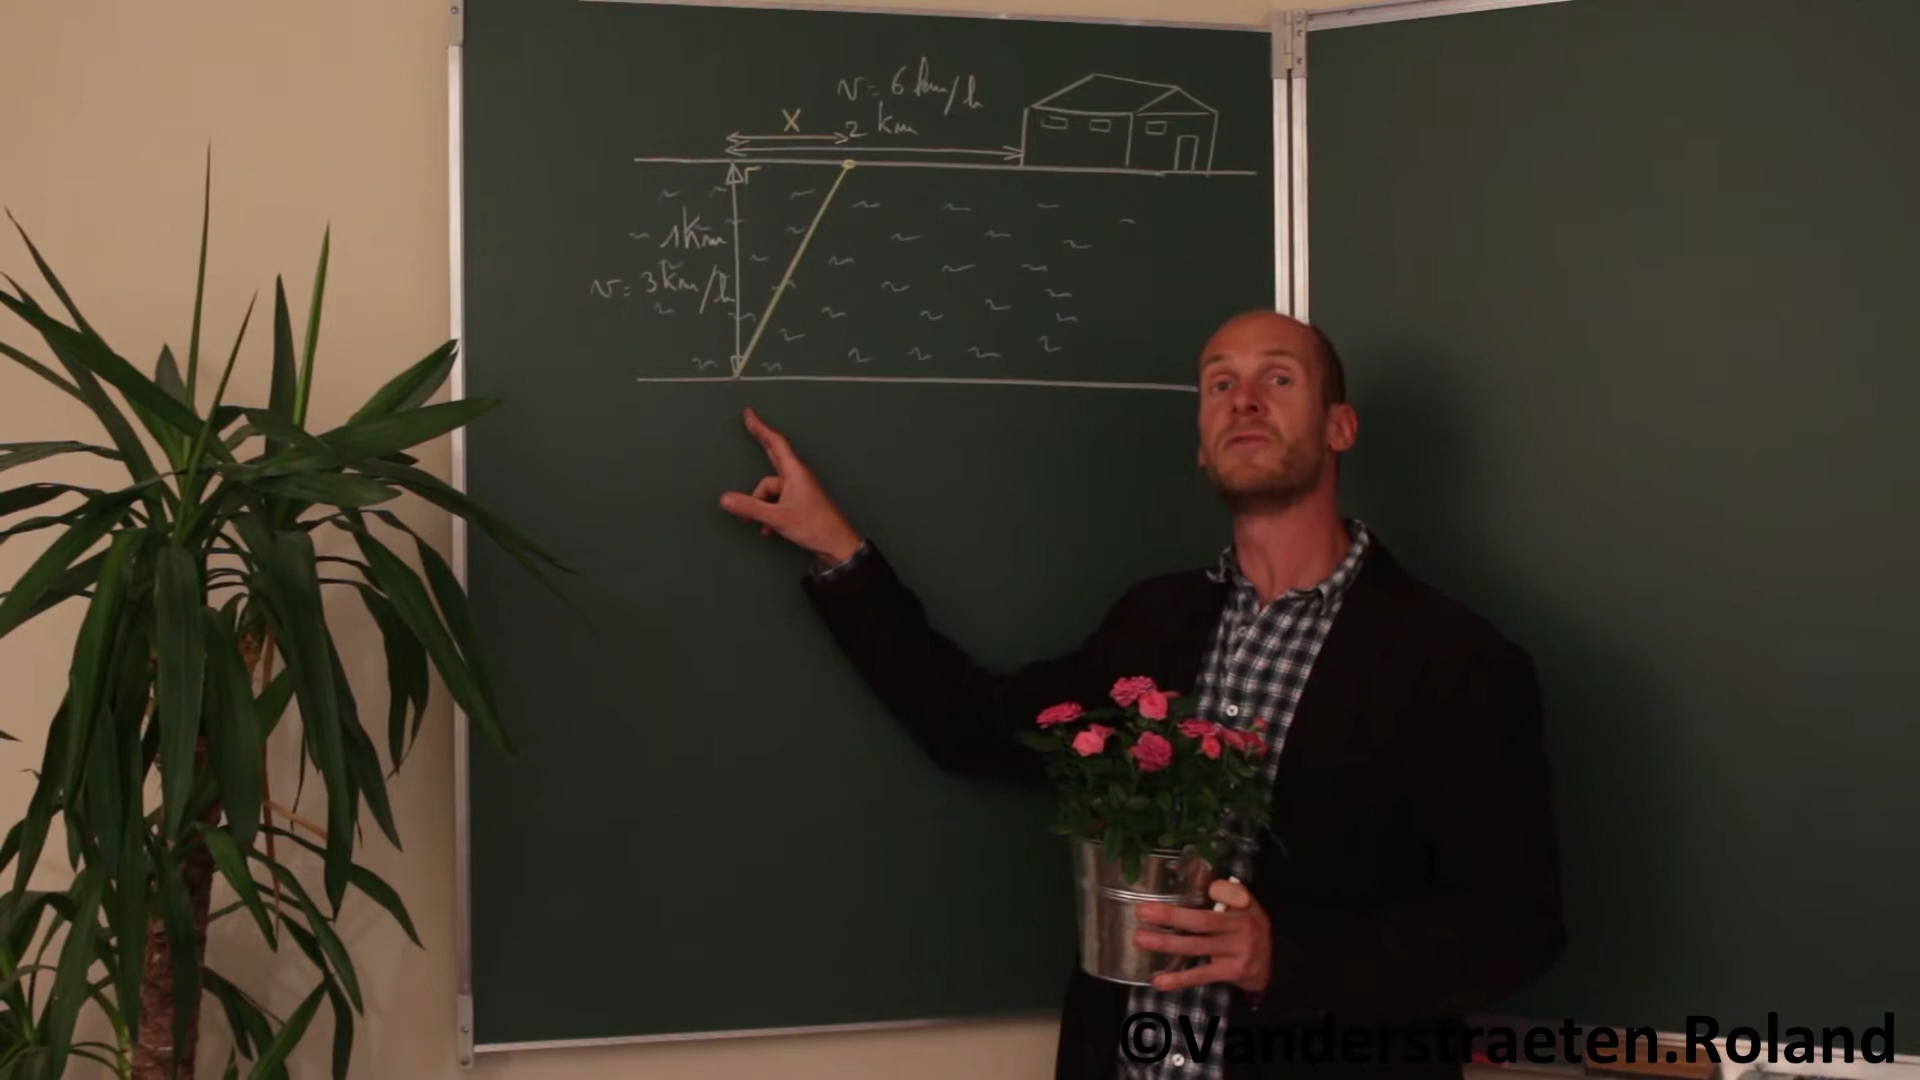 v = 6 km/h
X
2 km
1 km
v = 3 km/h
©Vanderstraeten.Roland